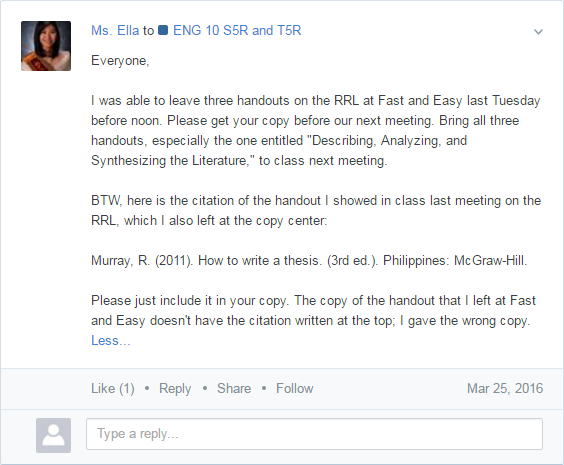 Ms. Ella to ENG 10 S5R and T5R
Everyone,
I was able to leave three handouts on the RRL at Fast and Easy last Tuesday
before noon. Please get your copy before our next meeting. Bring all three
handouts, especially the one entitled "Describing, Analyzing, and
Synthesizing the Literature," to class next meeting.
BTW, here is the citation of the handout I showed in class last meeting on the
RRL, which I also left at the copy center:
Murray, R. (2011). How to write a thesis. (3rd ed.). Philippines: McGraw-Hill.
Please just include it in your copy. The copy of the handout that I left at Fast
and Easy doesn't have the citation written at the top; I gave the wrong copy.
Less...
Like (1) • Reply • Share • Follow Mar 25, 2016
Type a reply...